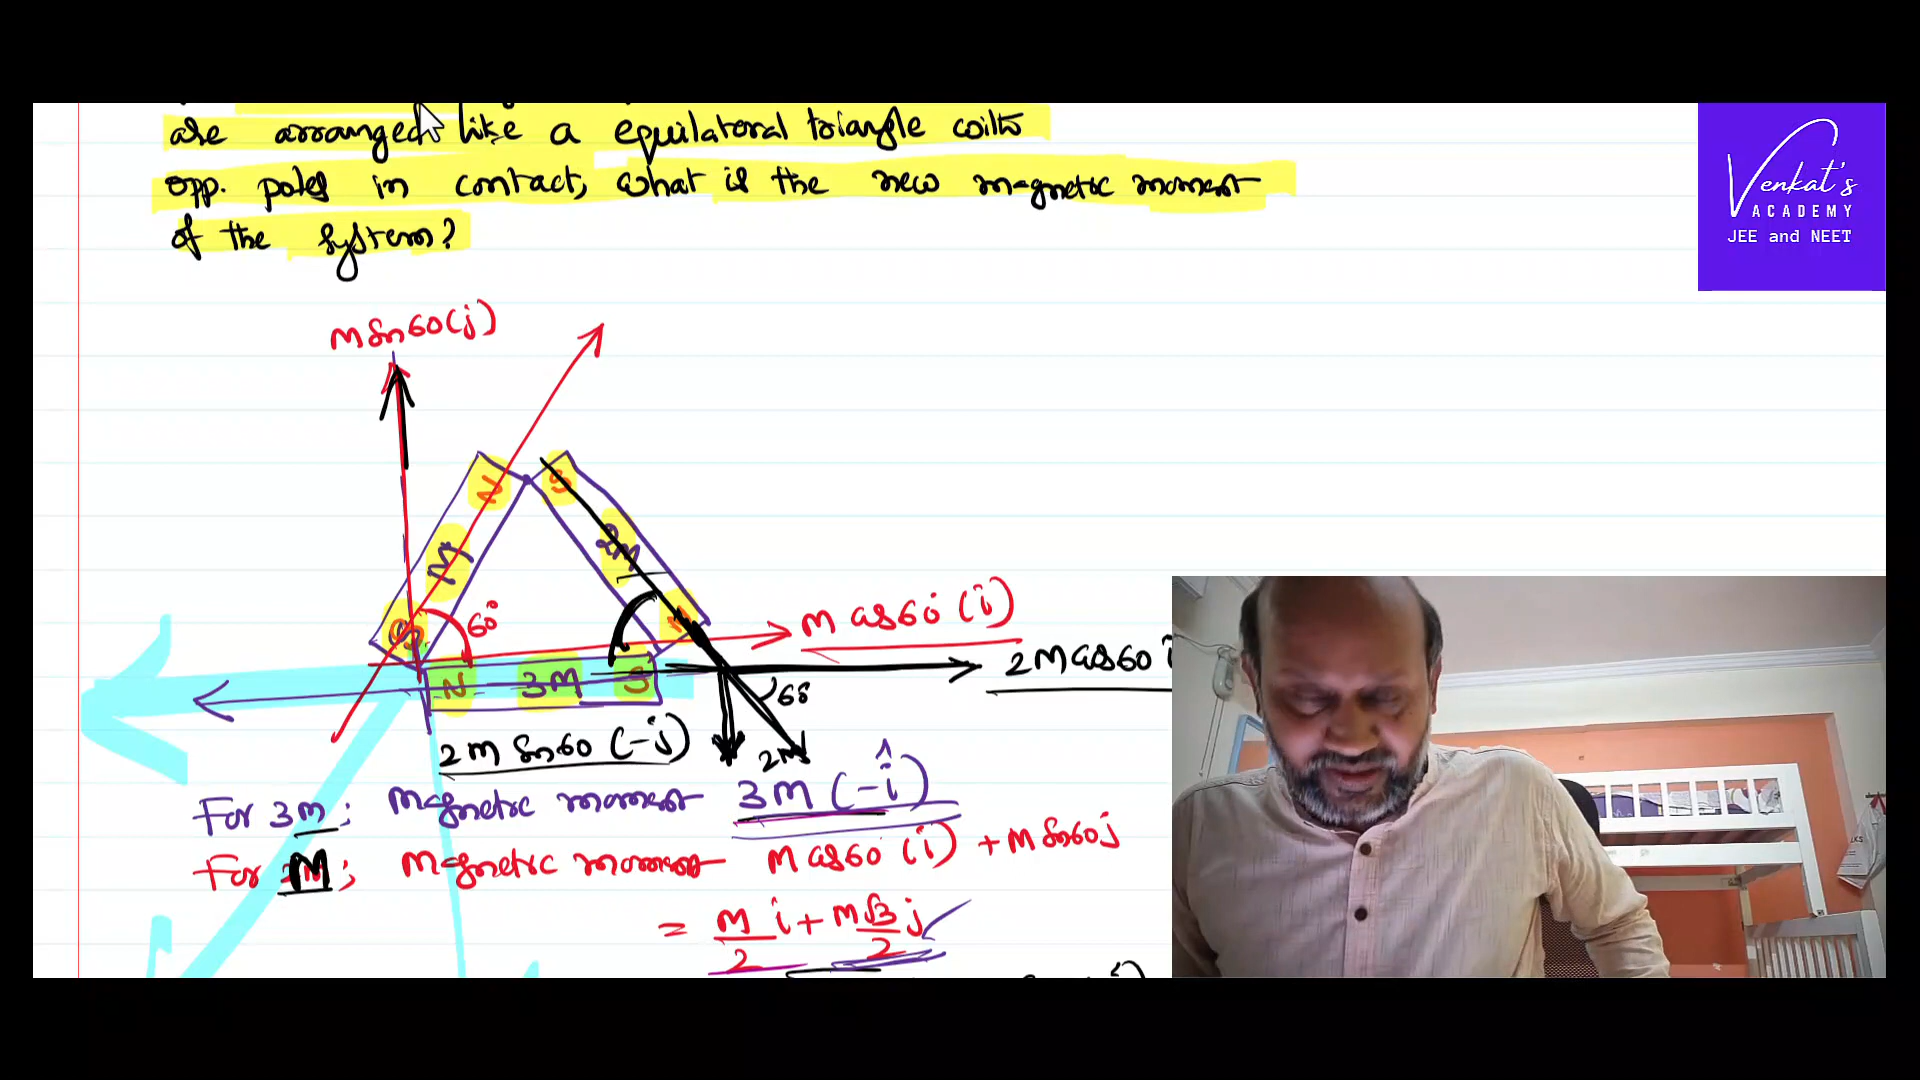 are arranged like a equilateral triangle with
opp. poles in contact, what is the new magnetic moment
of the system?
Venkat's
ACADEMY
JEE and NEET
M Sin60(j)
N
S
M
2M
S
60°
N
M cos60 (i)
2M cos60 i
N 3M S
60
2M Sin60 (-j)
2M
For 3M; Magnetic moment 3M (-î)
For M; Magnetic moment M cos60 (i) + M Sin60 j
= M/2 i + M√3/2 j